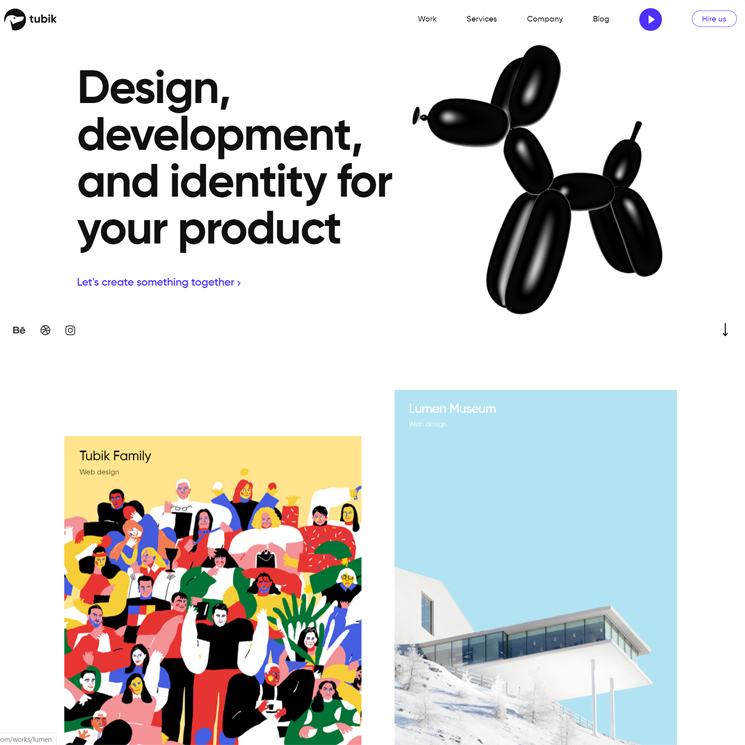 tubik
Work
Services
Company
Blog
Hire us
Design,
development,
and identity for
your product
Let's create something together ›
Bē
Lumen Museum
Web design
Tubik Family
Web design
om/works/lumen